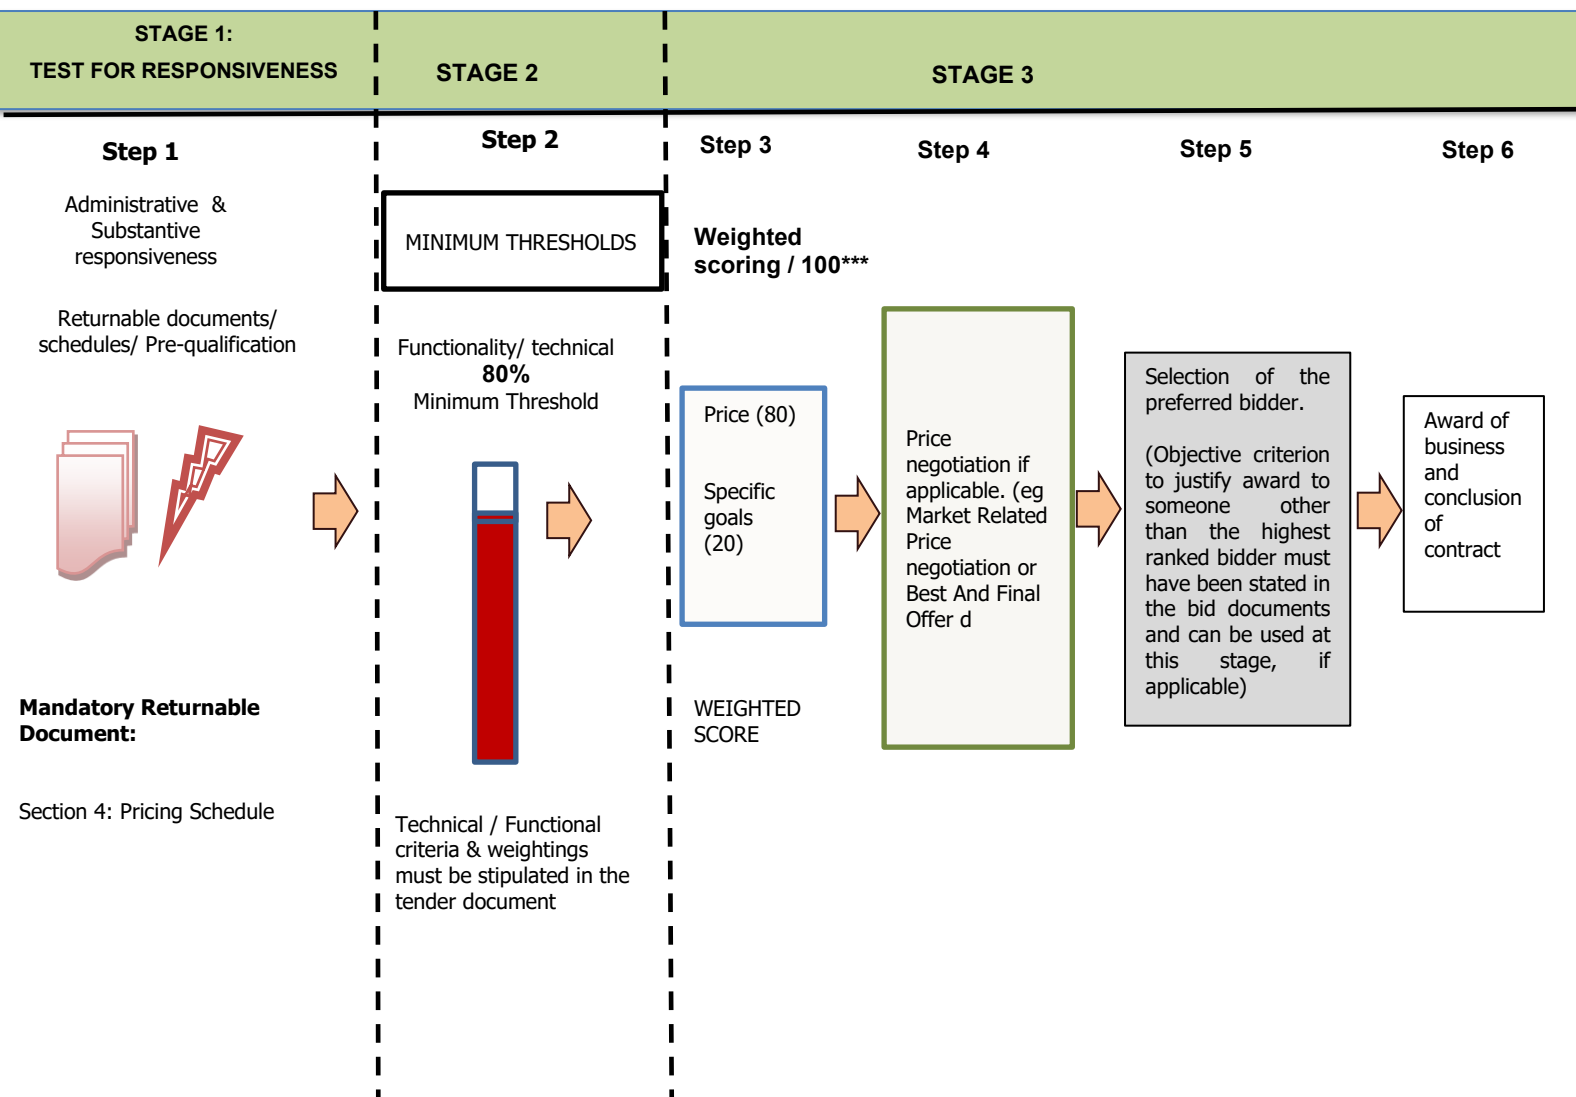 STAGE 1:
TEST FOR RESPONSIVENESS
STAGE 2
STAGE 3
Step 1
Administrative &
Substantive
responsiveness
Returnable documents/
schedules/ Pre-qualification
Mandatory Returnable
Document:
Section 4: Pricing Schedule
Step 2
MINIMUM THRESHOLDS
Functionality/ technical
80%
Minimum Threshold
Technical / Functional
criteria & weightings
must be stipulated in the
tender document
Step 3
Weighted
scoring / 100***
Price (80)
Specific
goals
(20)
WEIGHTED
SCORE
Step 4
Price
negotiation if
applicable. (eg
Market Related
Price
negotiation or
Best And Final
Offer d
Step 5
Selection of the
preferred bidder.
(Objective criterion
to justify award to
someone other
than the highest
ranked bidder must
have been stated in
the bid documents
and can be used at
this stage, if
applicable)
Step 6
Award of
business
and
conclusion
of
contract